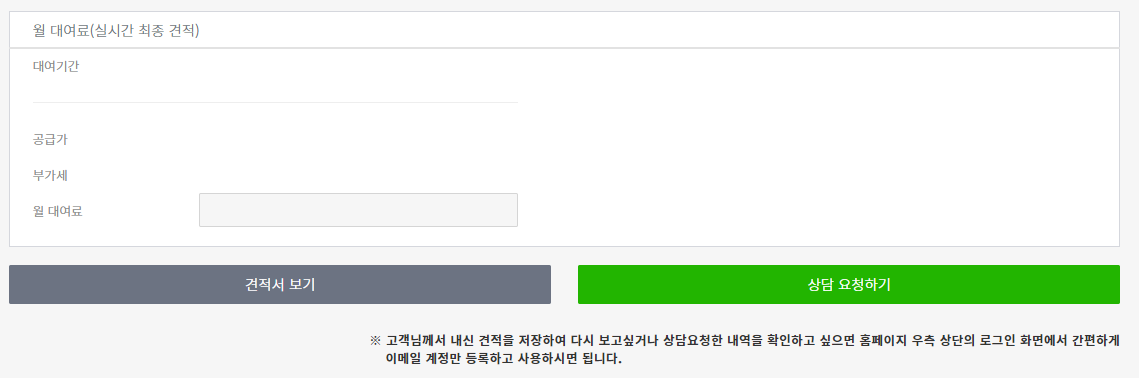 월 대여료(실시간 최종 견적)
대여기간
공급가
부가세
월 대여료
견적서 보기
상담 요청하기
※ 고객님께서 내신 견적을 저장하여 다시 보고싶거나 상담요청한 내역을 확인하고 싶으면 홈페이지 우측 상단의 로그인 화면에서 간편하게
이메일 계정만 등록하고 사용하시면 됩니다.